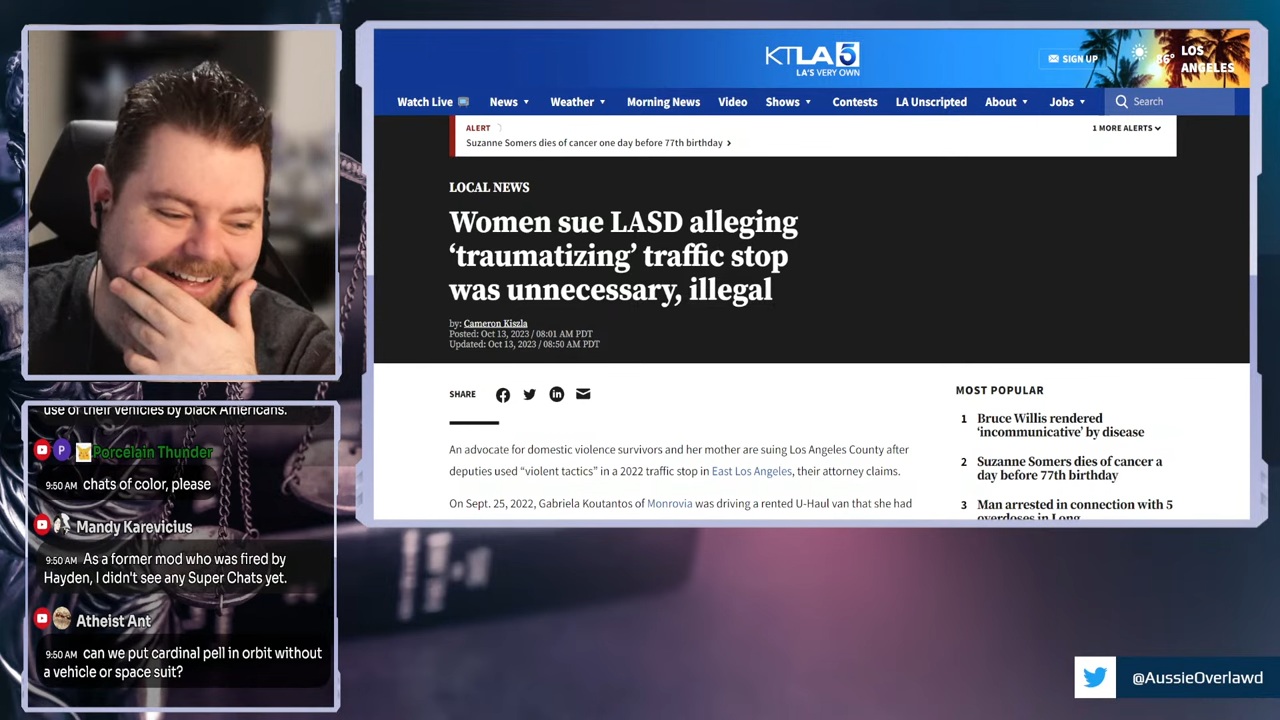 KTLA 5
LA'S VERY OWN
SIGN UP
86°
LOS
ANGELES
Watch Live
News
Weather
Morning News
Video
Shows
Contests
LA Unscripted
About
Jobs
Search
ALERT
1 MORE ALERTS
Suzanne Somers dies of cancer one day before 77th birthday
LOCAL NEWS
Women sue LASD alleging
‘traumatizing’ traffic stop
was unnecessary, illegal
by: Cameron Kiszla
Posted: Oct 13, 2023 / 08:01 AM PDT
Updated: Oct 13, 2023 / 08:50 AM PDT
SHARE
An advocate for domestic violence survivors and her mother are suing Los Angeles County after
deputies used “violent tactics” in a 2022 traffic stop in East Los Angeles, their attorney claims.
On Sept. 25, 2022, Gabriela Koutantos of Monrovia was driving a rented U-Haul van that she had
MOST POPULAR
1 Bruce Willis rendered
‘incommunicative’ by disease
2 Suzanne Somers dies of cancer a
day before 77th birthday
3 Man arrested in connection with 5
overdoses in Long
use of their vehicles by black Americans.
P
Porcelain Thunder
9:50 AM chats of color, please
Mandy Karevicius
9:50 AM As a former mod who was fired by
Hayden, I didn't see any Super Chats yet.
Atheist Ant
9:50 AM can we put cardinal pell in orbit without
a vehicle or space suit?
@AussieOverlawd